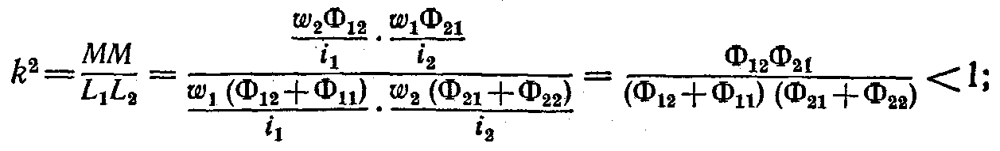 k² = MM / L₁L₂ = (w₂Φ₁₂ / i₁ · w₁Φ₂₁ / i₂) / (w₁ (Φ₁₂ + Φ₁₁) / i₁ · w₂ (Φ₂₁ + Φ₂₂) / i₂) = Φ₁₂Φ₂₁ / (Φ₁₂ + Φ₁₁) (Φ₂₁ + Φ₂₂) < 1;